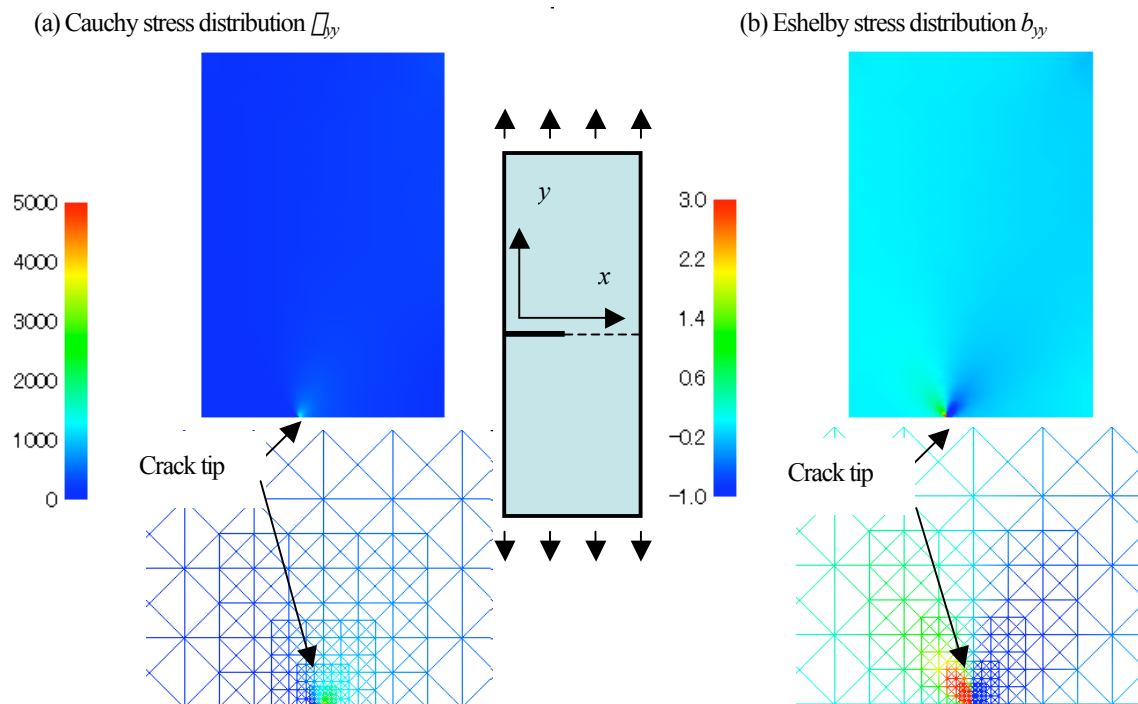 (a) Cauchy stress distribution □yy
(b) Eshelby stress distribution byy
5000
4000
3000
2000
1000
0
y
x
3.0
2.2
1.4
0.6
−0.2
−1.0
Crack tip
Crack tip